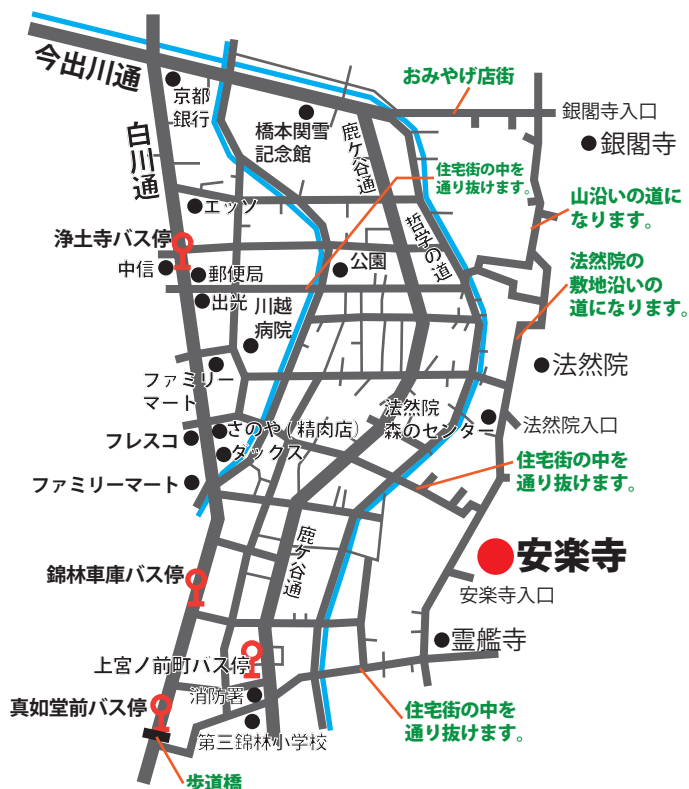 今出川通
おみやげ店街
京都
銀行
橋本関雪
記念館
鹿ケ谷通
銀閣寺入口
銀閣寺
白川通
住宅街の中を
通り抜けます。
山沿いの道に
なります。
エッソ
哲学の道
浄土寺バス停
中信
郵便局
公園
法然院の
敷地沿いの
道になります。
出光
川越
病院
法然院
ファミリー
マート
法然院
森のセンター
さのや(精肉店)
法然院入口
フレスコ
ダックス
住宅街の中を
通り抜けます。
ファミリーマート
鹿ケ谷通
安楽寺
錦林車庫バス停
安楽寺入口
霊鑑寺
上宮ノ前町バス停
消防署
真如堂前バス停
住宅街の中を
通り抜けます。
第三錦林小学校
歩道橋